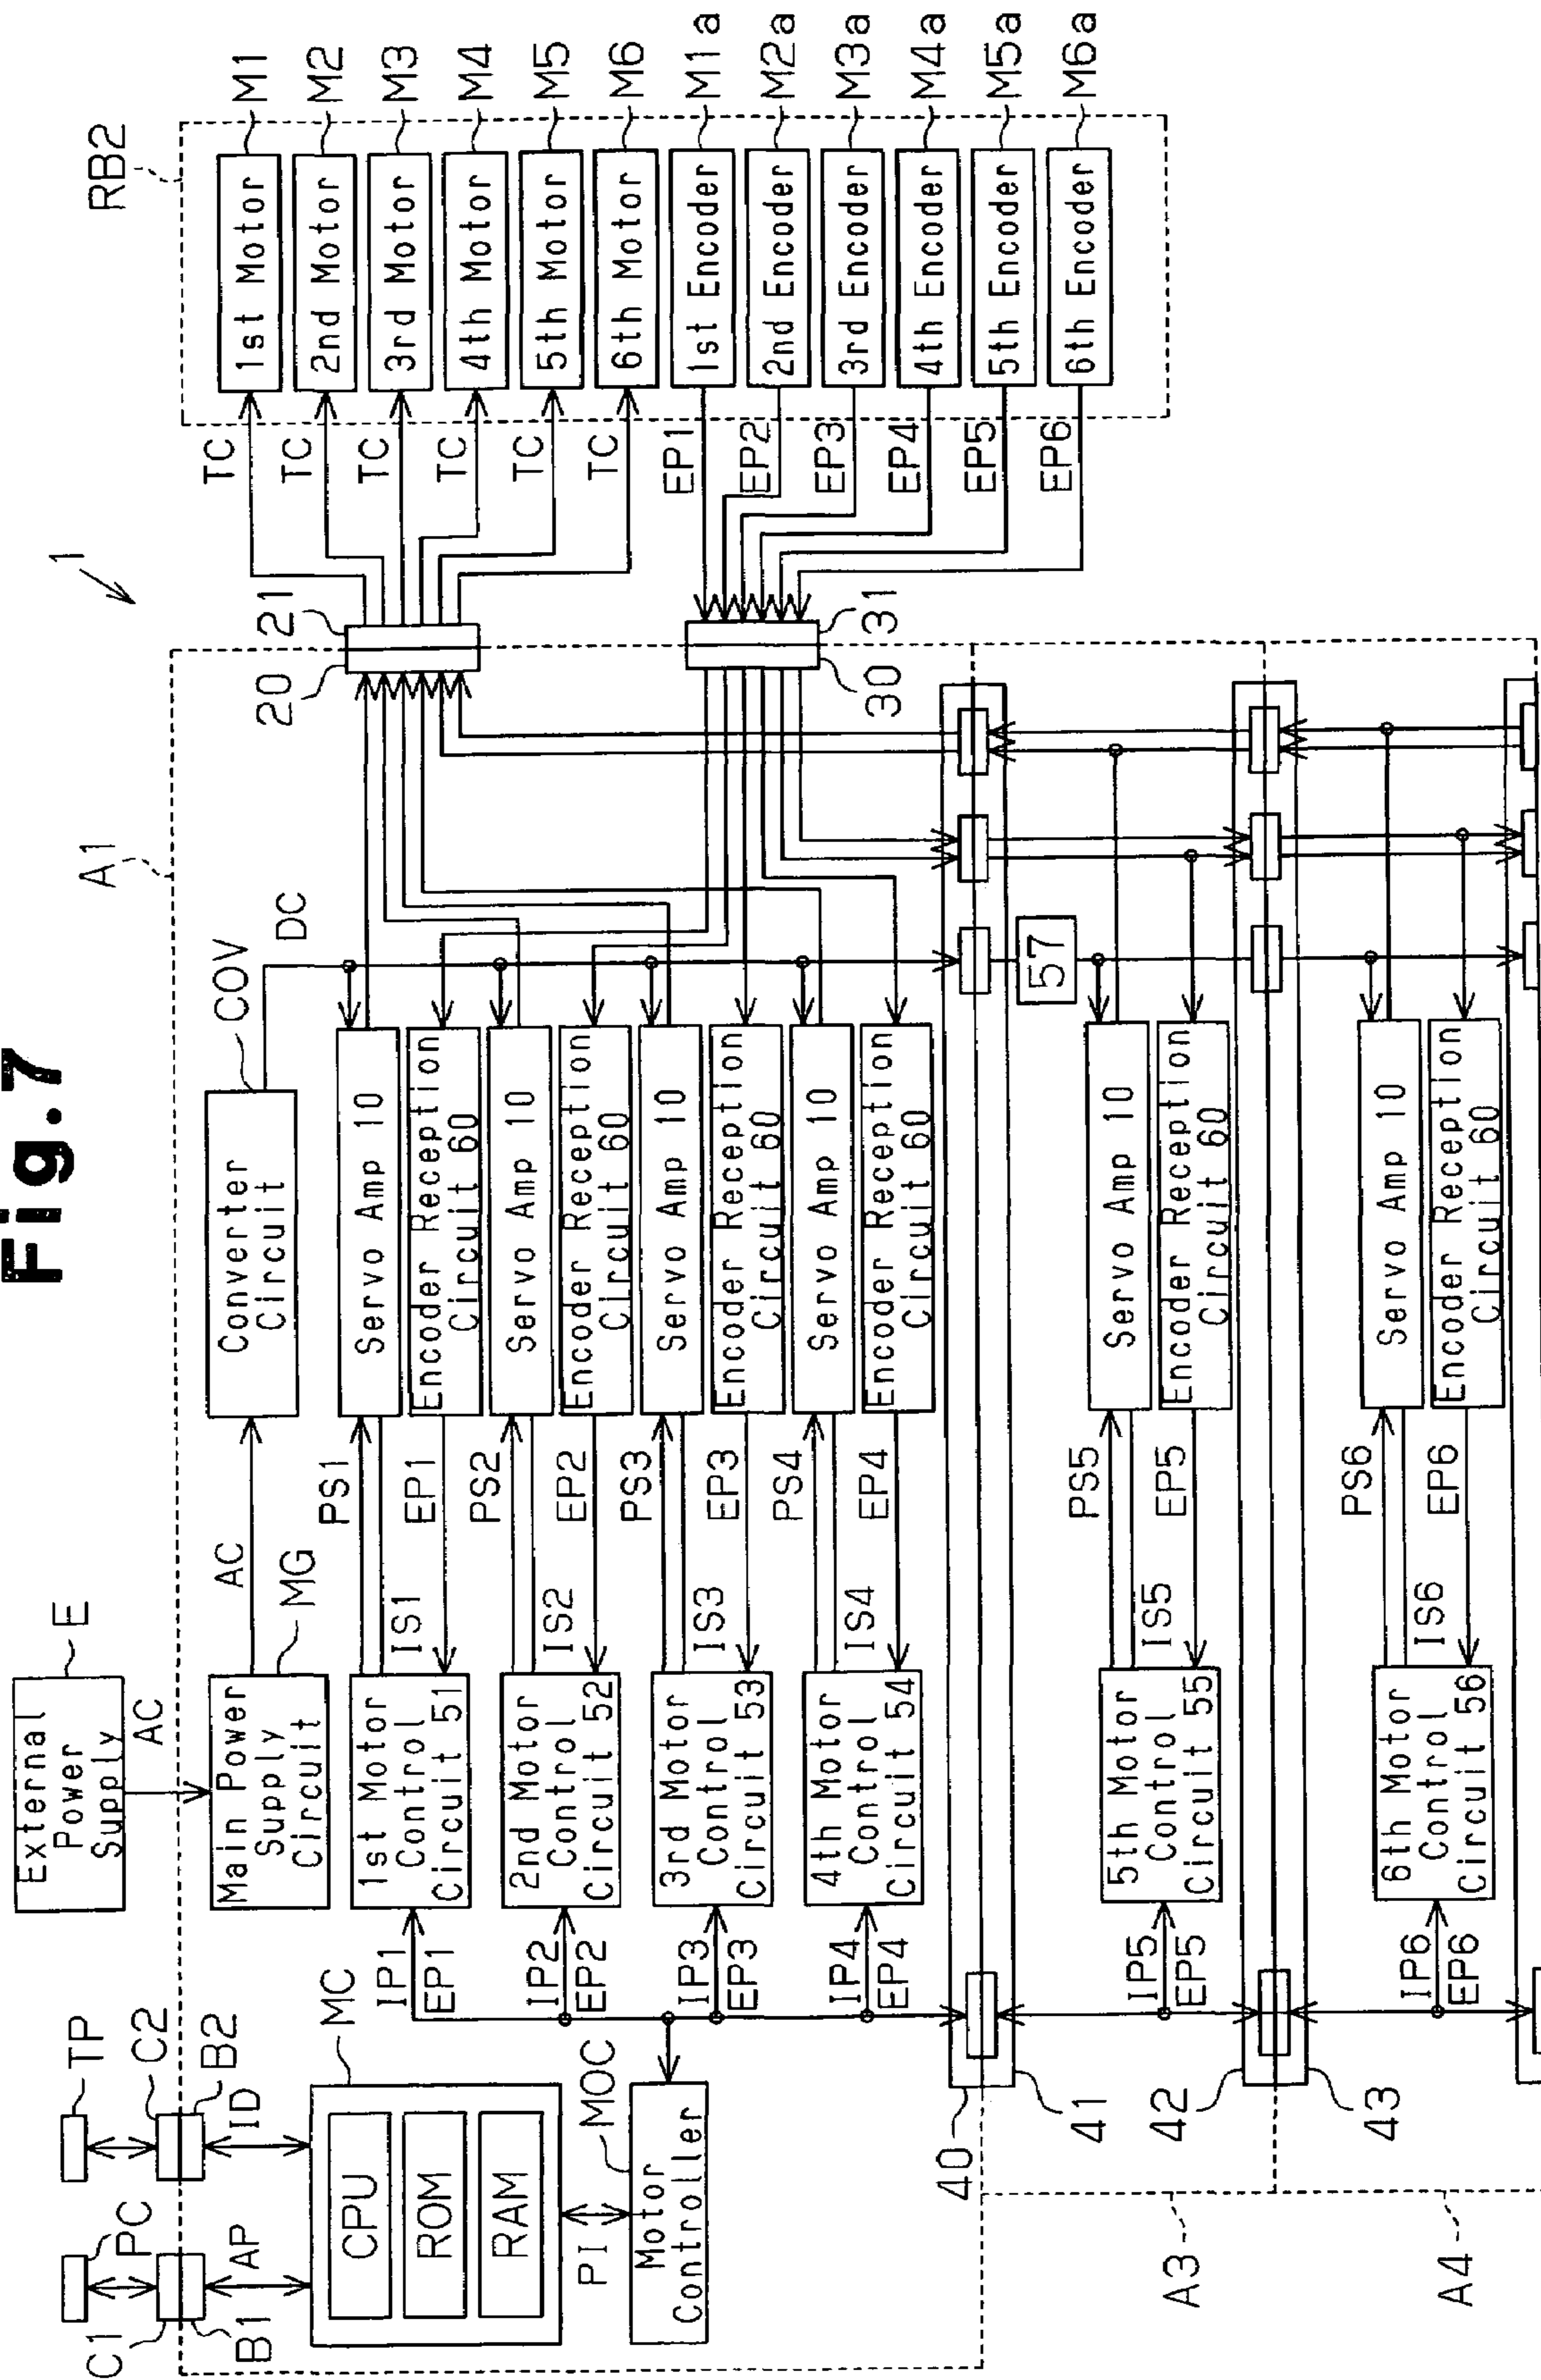 Fig.7
1
External
Power
Supply
E
AC
TP
C2
B2
ID
PC
C1
B1
AP
A1
RB2
Main Power
Supply
Circuit
MG
AC
Converter
Circuit
COV
DC
MC
CPU
ROM
RAM
PI
MOC
Motor
Controller
IP1
EP1
1st Motor
Control
Circuit 51
PS1
IS1
EP1
Servo Amp 10
Encoder Reception
Circuit 60
IP2
EP2
2nd Motor
Control
Circuit 52
PS2
IS2
EP2
Servo Amp 10
Encoder Reception
Circuit 60
IP3
EP3
3rd Motor
Control
Circuit 53
PS3
IS3
EP3
Servo Amp 10
Encoder Reception
Circuit 60
IP4
EP4
4th Motor
Control
Circuit 54
PS4
IS4
EP4
Servo Amp 10
Encoder Reception
Circuit 60
20
21
30
31
TC
1st Motor
M1
TC
2nd Motor
M2
TC
3rd Motor
M3
TC
4th Motor
M4
TC
5th Motor
M5
TC
6th Motor
M6
EP1
1st Encoder
M1a
EP2
2nd Encoder
M2a
EP3
3rd Encoder
M3a
EP4
4th Encoder
M4a
EP5
5th Encoder
M5a
EP6
6th Encoder
M6a
40
41
57
A3
IP5
EP5
5th Motor
Control
Circuit 55
PS5
IS5
EP5
Servo Amp 10
Encoder Reception
Circuit 60
42
43
A4
IP6
EP6
6th Motor
Control
Circuit 56
PS6
IS6
EP6
Servo Amp 10
Encoder Reception
Circuit 60